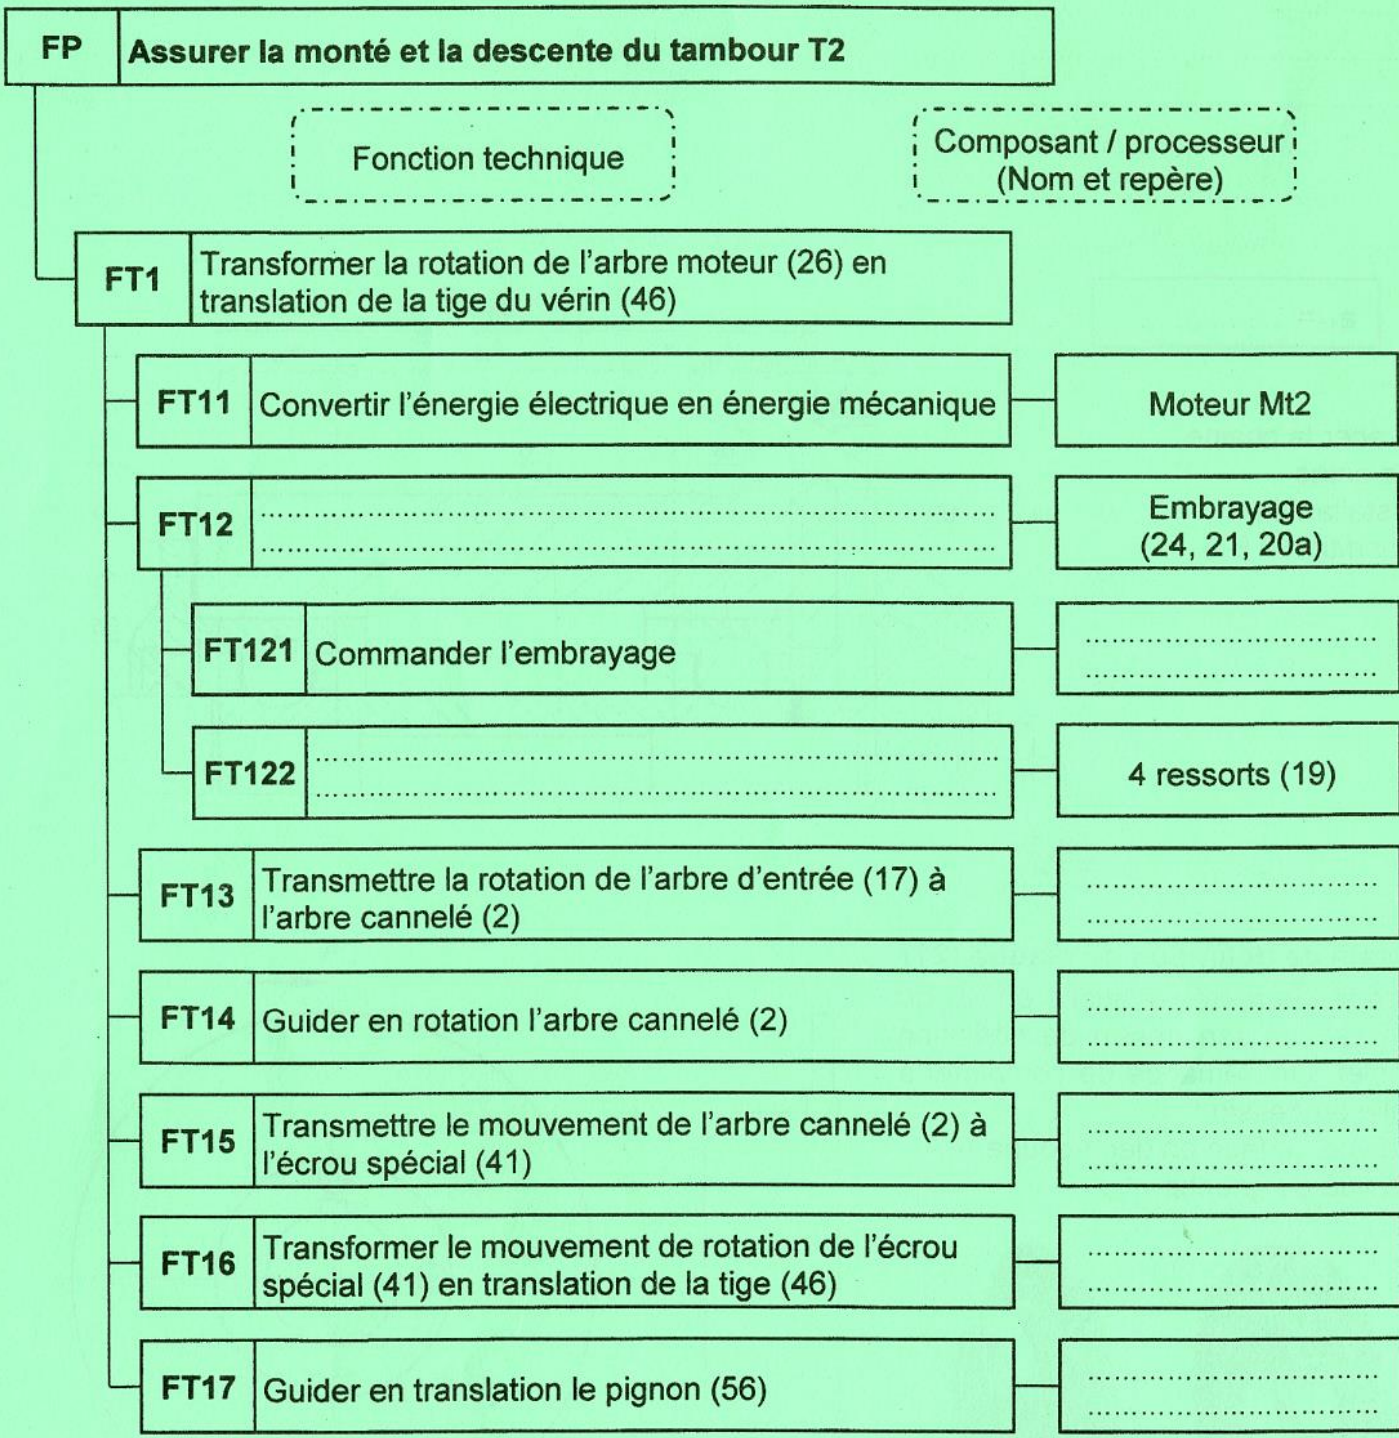 FP Assurer la monté et la descente du tambour T2
Fonction technique
Composant / processeur
(Nom et repère)
FT1 Transformer la rotation de l'arbre moteur (26) en
translation de la tige du vérin (46)
FT11 Convertir l'énergie électrique en énergie mécanique
Moteur Mt2
FT12
Embrayage
(24, 21, 20a)
FT121 Commander l'embrayage
FT122
4 ressorts (19)
FT13 Transmettre la rotation de l'arbre d'entrée (17) à
l'arbre cannelé (2)
FT14 Guider en rotation l'arbre cannelé (2)
FT15 Transmettre le mouvement de l'arbre cannelé (2) à
l'écrou spécial (41)
FT16 Transformer le mouvement de rotation de l'écrou
spécial (41) en translation de la tige (46)
FT17 Guider en translation le pignon (56)